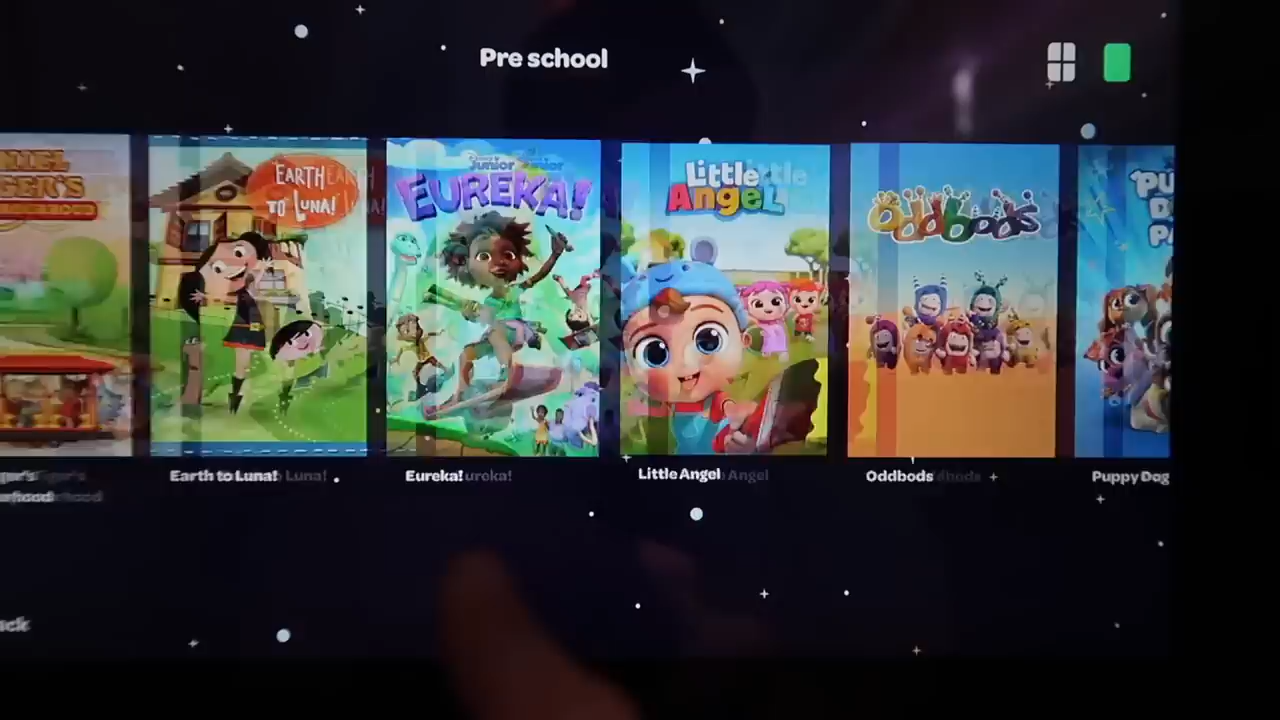 Pre school
EARTH
TO LUNA!
Junior
EUREKA!
Little
Angel
Oddbods
Earth to Luna!
Eureka!
Little Angel
Oddbods
Puppy Dog